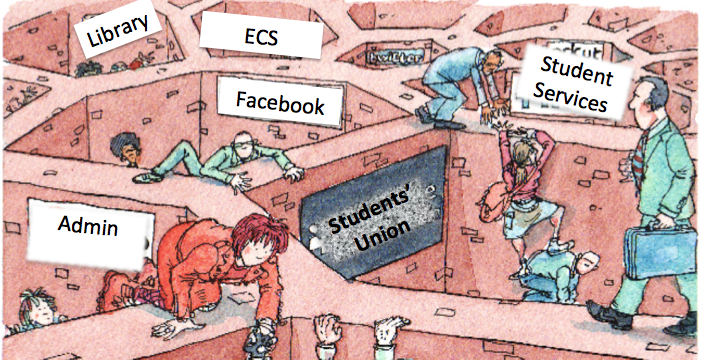 Library
ECS
twitter
Facebook
Student
Services
Admin
Students'
Union